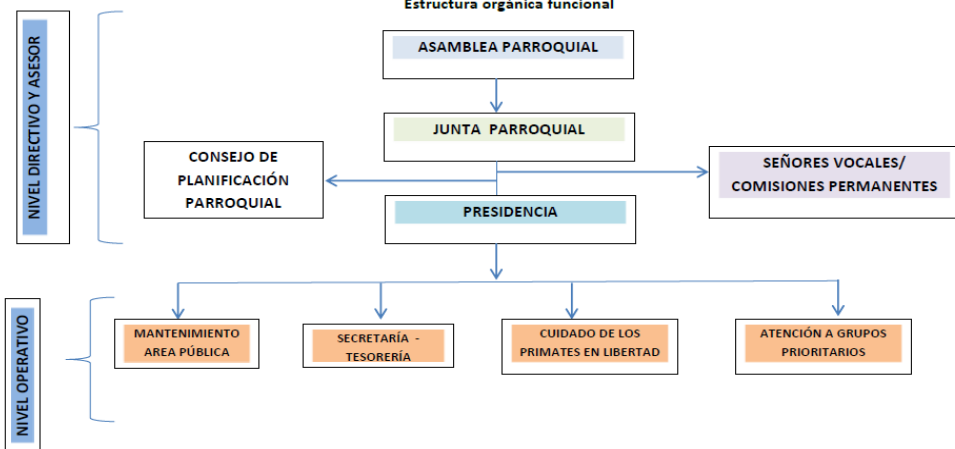 Estructura orgánica funcional
NIVEL DIRECTIVO Y ASESOR
ASAMBLEA PARROQUIAL
JUNTA PARROQUIAL
CONSEJO DE
PLANIFICACIÓN
PARROQUIAL
SEÑORES VOCALES/
COMISIONES PERMANENTES
PRESIDENCIA
NIVEL OPERATIVO
MANTENIMIENTO
AREA PÚBLICA
SECRETARÍA -
TESORERÍA
CUIDADO DE LOS
PRIMATES EN LIBERTAD
ATENCIÓN A GRUPOS
PRIORITARIOS